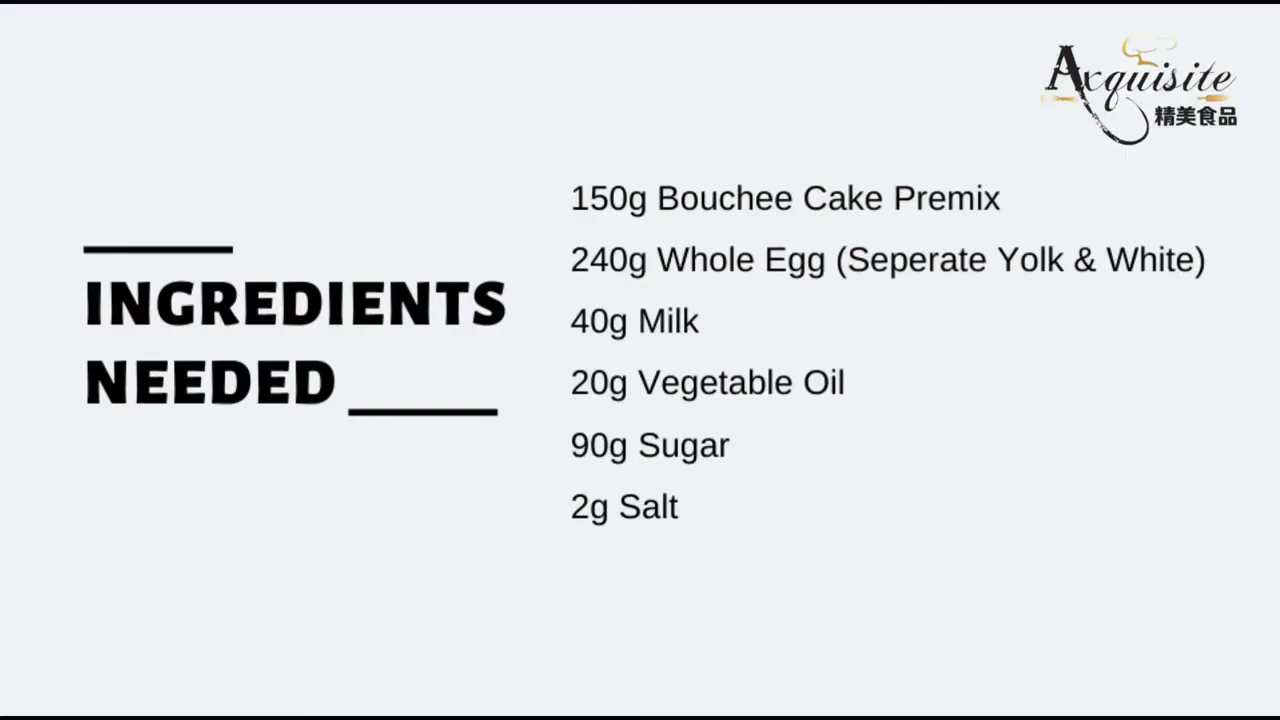 Axquisite
精美食品
INGREDIENTS
NEEDED
150g Bouchee Cake Premix
240g Whole Egg (Seperate Yolk & White)
40g Milk
20g Vegetable Oil
90g Sugar
2g Salt